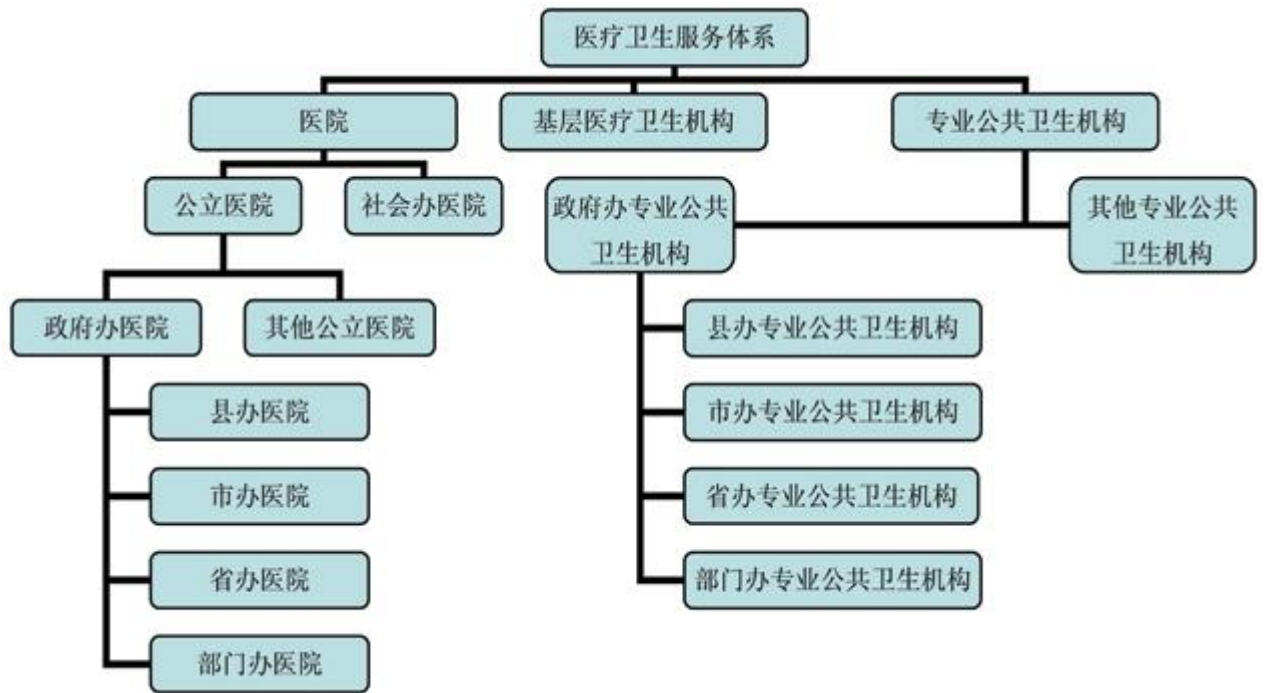 医疗卫生服务体系
医院
基层医疗卫生机构
专业公共卫生机构
公立医院
社会办医院
政府办专业公共
卫生机构
其他专业公共
卫生机构
政府办医院
其他公立医院
县办专业公共卫生机构
县办医院
市办专业公共卫生机构
市办医院
省办专业公共卫生机构
省办医院
部门办专业公共卫生机构
部门办医院